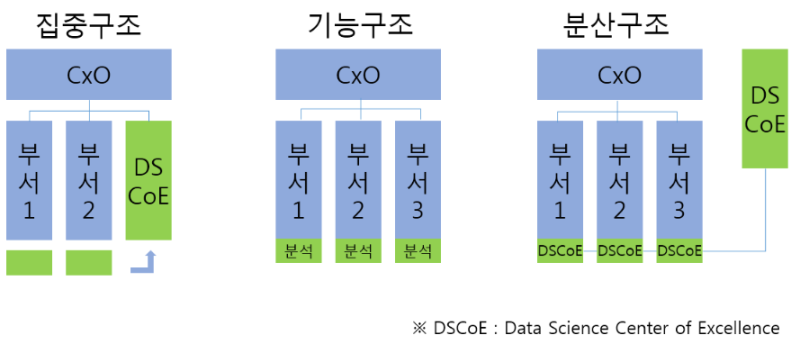 집중구조
CxO
부서1
부서2
DS CoE
기능구조
CxO
부서1
부서2
부서3
분석
분석
분석
분산구조
CxO
부서1
부서2
부서3
DSCoE
DSCoE
DSCoE
DS CoE
※ DSCoE : Data Science Center of Excellence